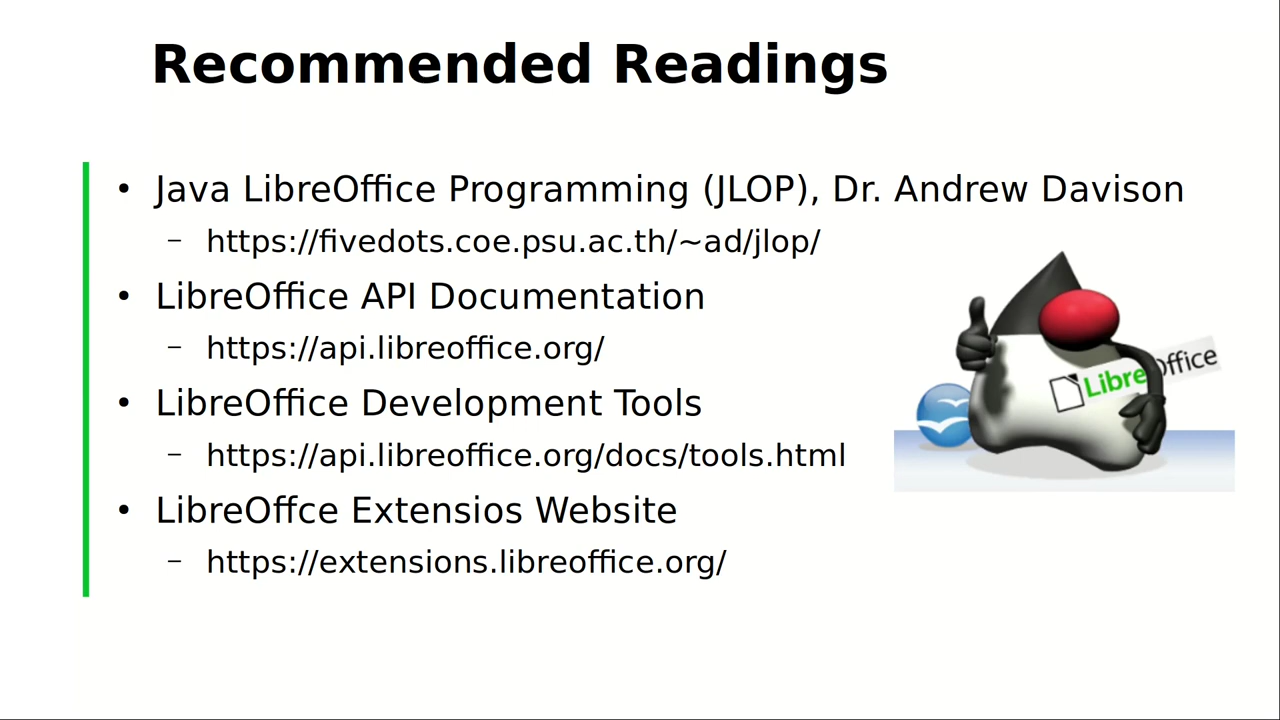 Recommended Readings
• Java LibreOffice Programming (JLOP), Dr. Andrew Davison
– https://fivedots.coe.psu.ac.th/~ad/jlop/
• LibreOffice API Documentation
– https://api.libreoffice.org/
• LibreOffice Development Tools
– https://api.libreoffice.org/docs/tools.html
• LibreOffce Extensios Website
– https://extensions.libreoffice.org/
LibreOffice